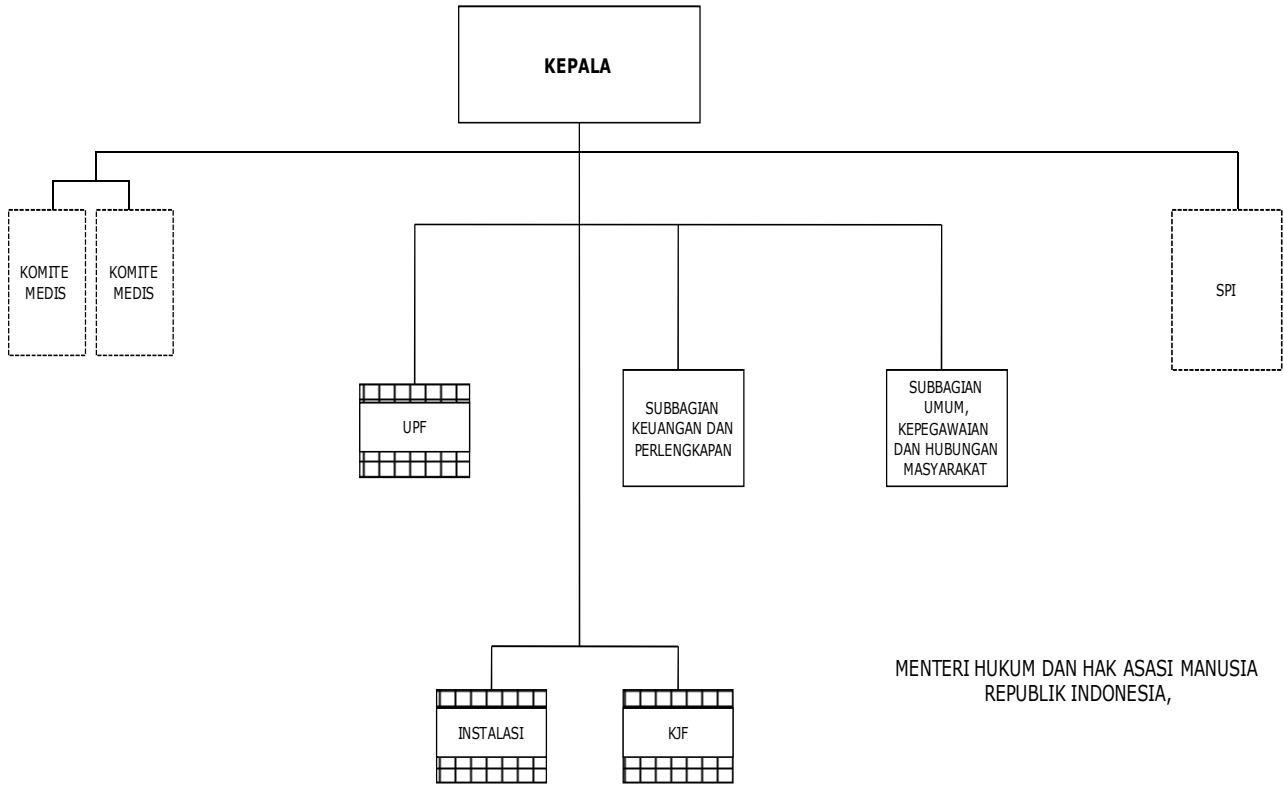 KEPALA
KOMITE
MEDIS
KOMITE
MEDIS
SPI
UPF
SUBBAGIAN
KEUANGAN DAN
PERLENGKAPAN
SUBBAGIAN
UMUM,
KEPEGAWAIAN
DAN HUBUNGAN
MASYARAKAT
INSTALASI
KJF
MENTERI HUKUM DAN HAK ASASI MANUSIA
REPUBLIK INDONESIA,